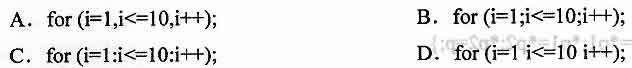 A. for (i=1,i<=10,i++);
B. for (i=1;i<=10;i++);
C. for (i=1:i<=10:i++);
D. for (i=1 i<=10 i++);